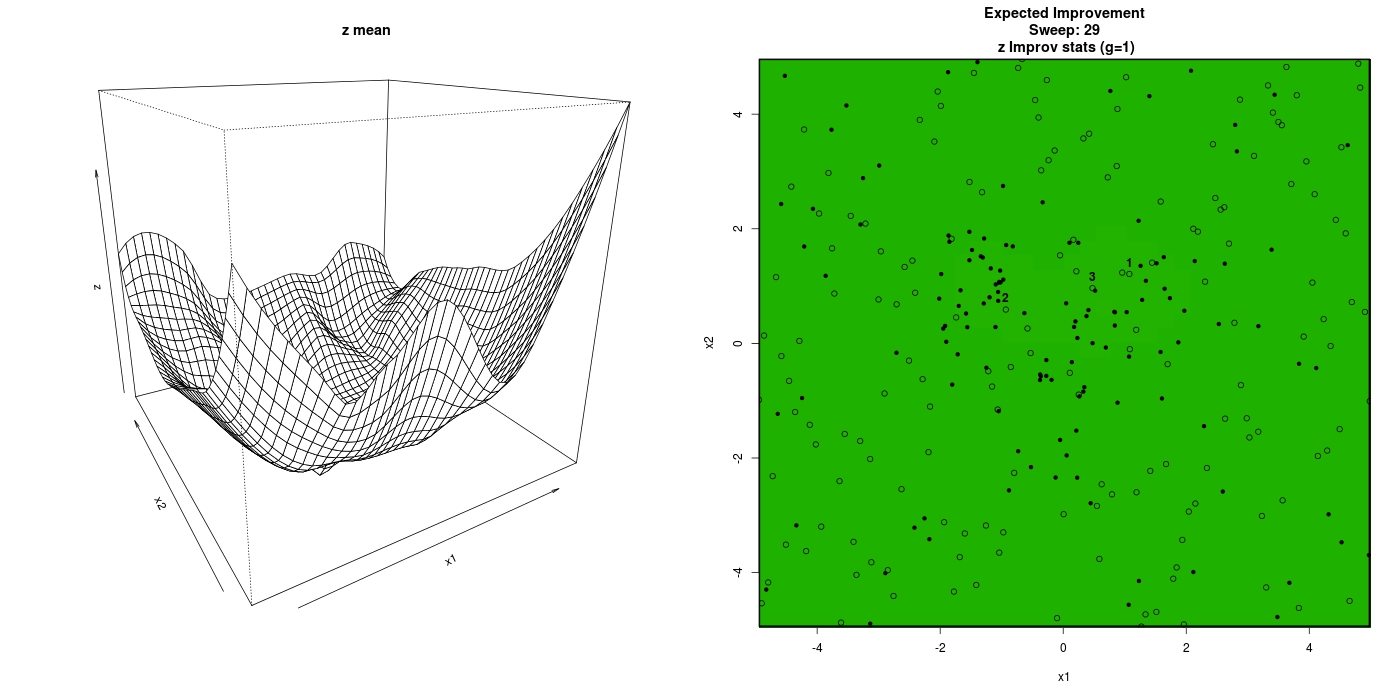 z mean
z
x2
x1
Expected Improvement
Sweep: 29
z Improv stats (g=1)
4
2
0
-2
-4
x2
1
3
2
-4
-2
0
2
4
x1